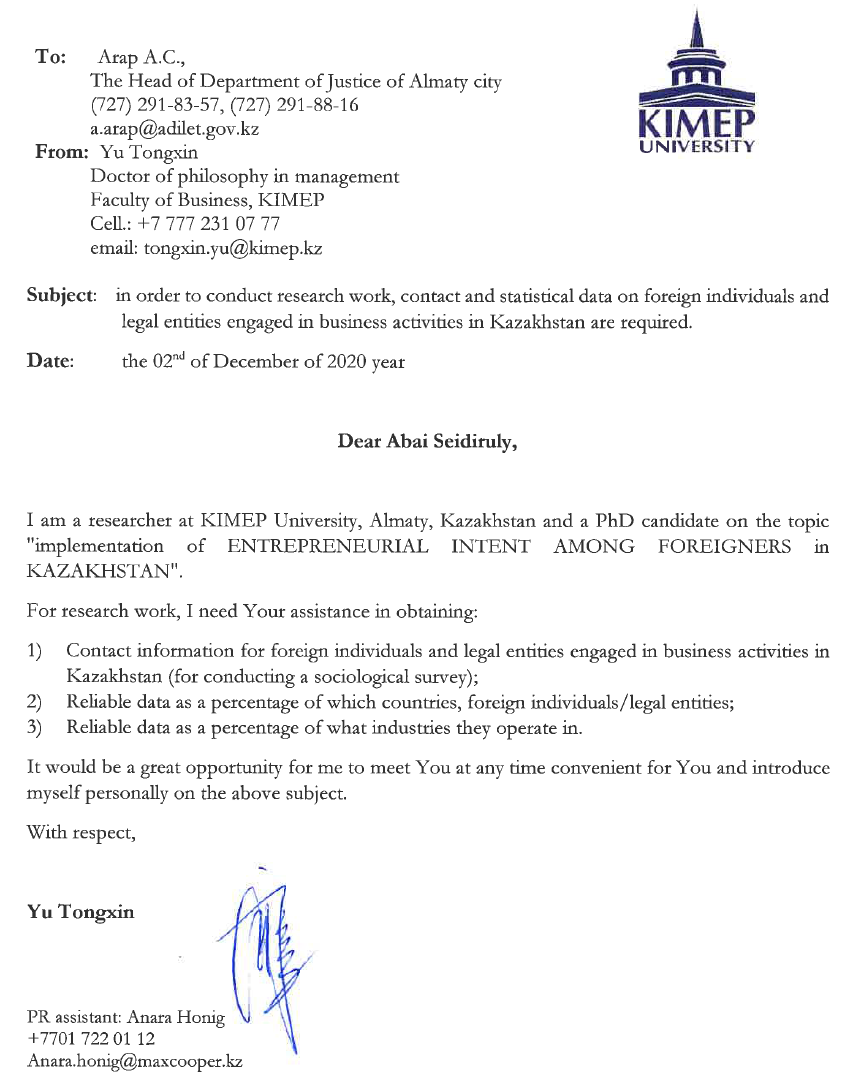 To: Arap A.C.,
The Head of Department of Justice of Almaty city
(727) 291-83-57, (727) 291-88-16
a.arap@adilet.gov.kz
From: Yu Tongxin
Doctor of philosophy in management
Faculty of Business, KIMEP
Cell.: +7 777 231 07 77
email: tongxin.yu@kimep.kz
KIMEP
UNIVERSITY
Subject: in order to conduct research work, contact and statistical data on foreign individuals and
legal entities engaged in business activities in Kazakhstan are required.
Date: the 02nd of December of 2020 year
Dear Abai Seidiruly,
I am a researcher at KIMEP University, Almaty, Kazakhstan and a PhD candidate on the topic
"implementation of ENTREPRENEURIAL INTENT AMONG FOREIGNERS in
KAZAKHSTAN".
For research work, I need Your assistance in obtaining:
1) Contact information for foreign individuals and legal entities engaged in business activities in
Kazakhstan (for conducting a sociological survey);
2) Reliable data as a percentage of which countries, foreign individuals/legal entities;
3) Reliable data as a percentage of what industries they operate in.
It would be a great opportunity for me to meet You at any time convenient for You and introduce
myself personally on the above subject.
With respect,
Yu Tongxin
PR assistant: Anara Honig
+7701 722 01 12
Anara.honig@maxcooper.kz